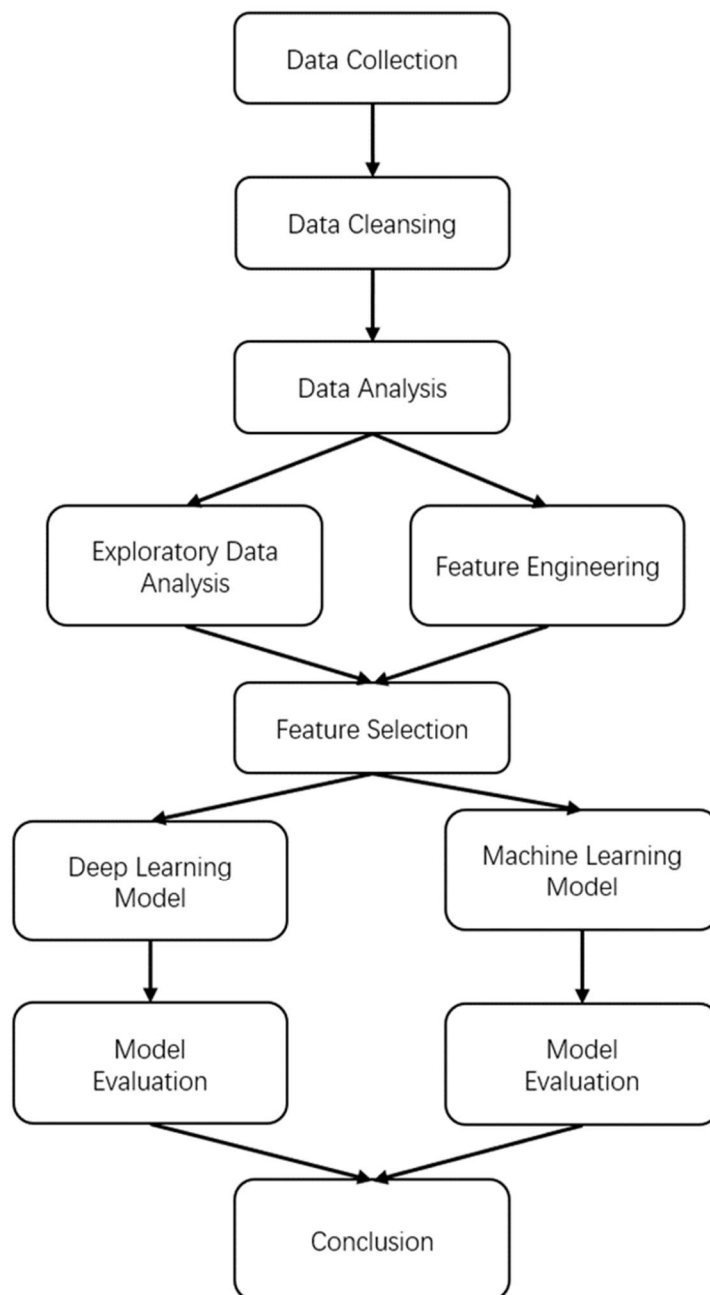 Data Collection
Data Cleansing
Data Analysis
Exploratory Data
Analysis
Feature Engineering
Feature Selection
Deep Learning
Model
Machine Learning
Model
Model
Evaluation
Model
Evaluation
Conclusion